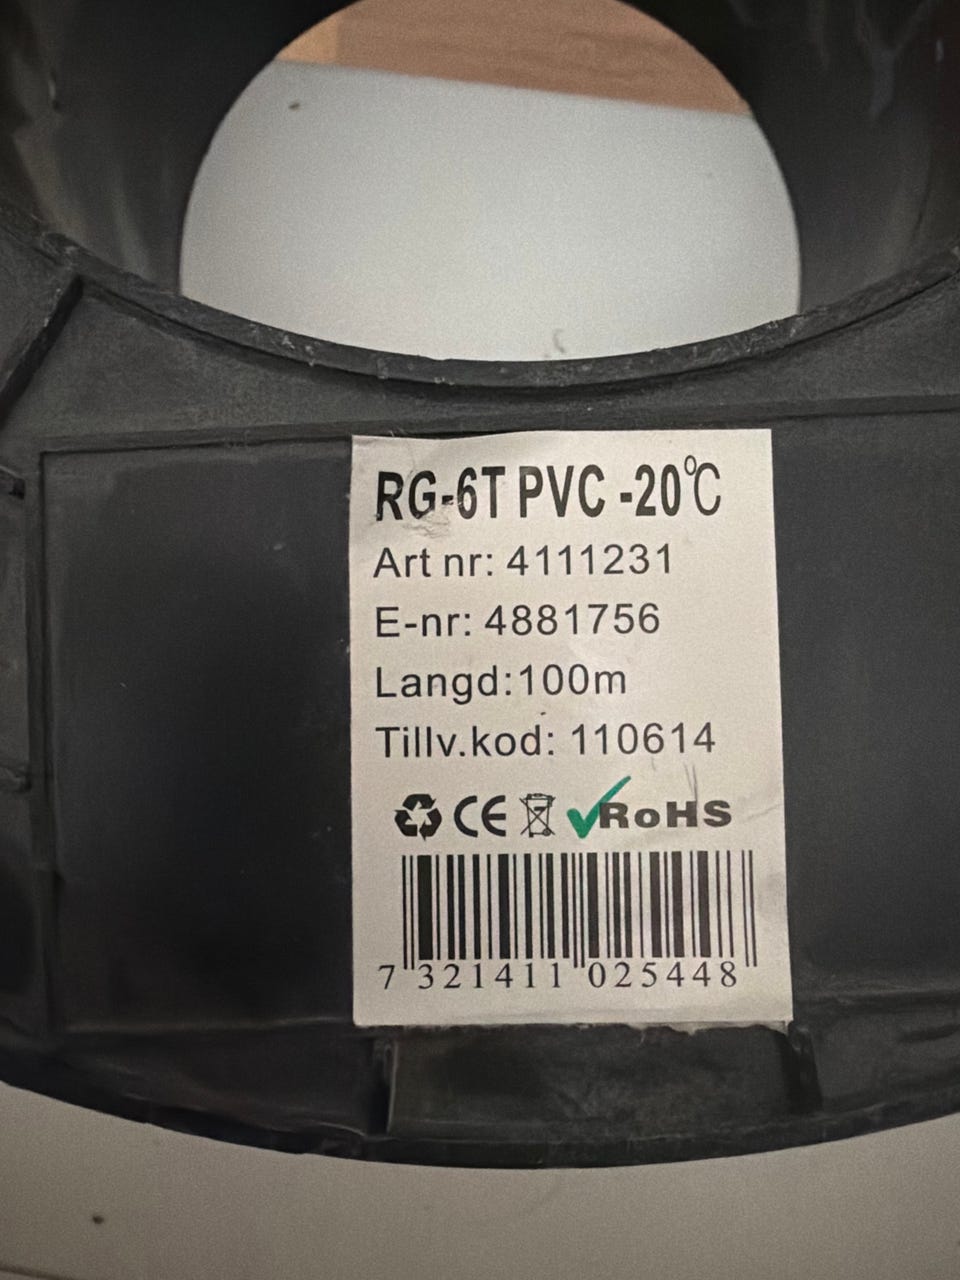 RG-6T PVC -20°C
Art nr: 4111231
E-nr: 4881756
Langd:100m
Tillv.kod: 110614
CE RoHS
7 321411 025448